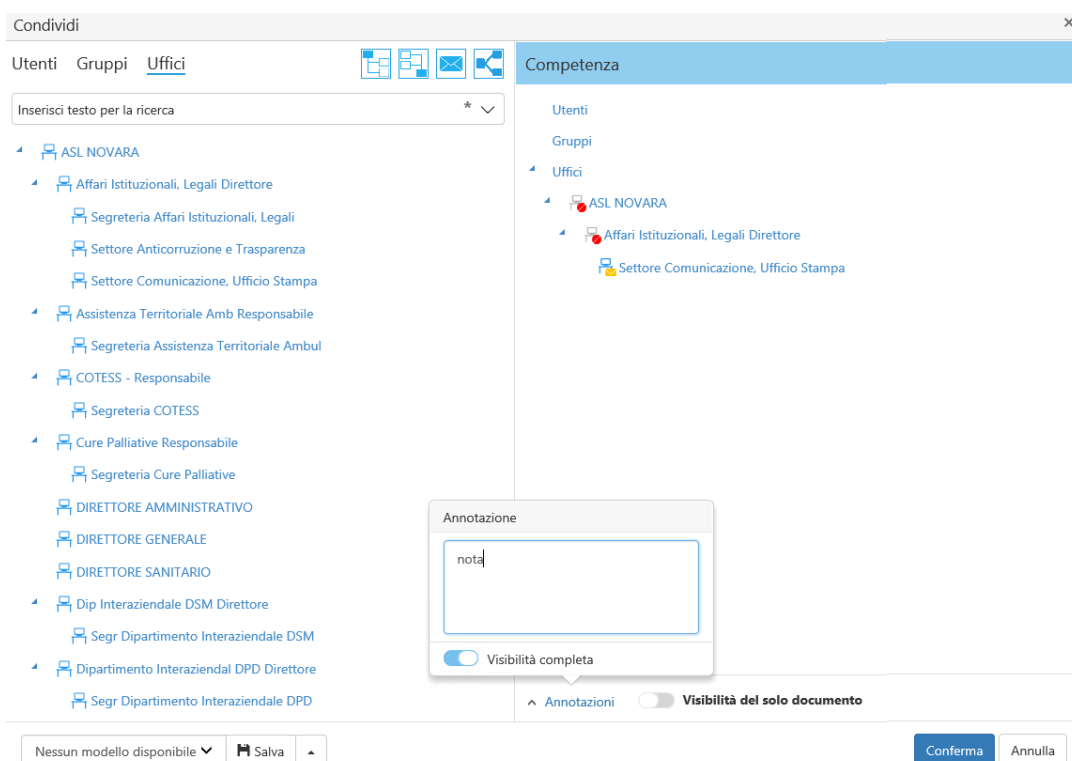 Condividi
×
Utenti Gruppi Uffici
Inserisci testo per la ricerca *
ASL NOVARA
Affari Istituzionali, Legali Direttore
Segreteria Affari Istituzionali, Legali
Settore Anticorruzione e Trasparenza
Settore Comunicazione, Ufficio Stampa
Assistenza Territoriale Amb Responsabile
Segreteria Assistenza Territoriale Ambul
COTESS - Responsabile
Segreteria COTESS
Cure Palliative Responsabile
Segreteria Cure Palliative
DIRETTORE AMMINISTRATIVO
DIRETTORE GENERALE
DIRETTORE SANITARIO
Dip Interaziendale DSM Direttore
Segr Dipartimento Interaziendale DSM
Dipartimento Interaziendal DPD Direttore
Segr Dipartimento Interaziendale DPD
Competenza
Utenti
Gruppi
Uffici
ASL NOVARA
Affari Istituzionali, Legali Direttore
Settore Comunicazione, Ufficio Stampa
Annotazione
nota
Visibilità completa
Annotazioni Visibilità del solo documento
Nessun modello disponibile Salva
Conferma Annulla